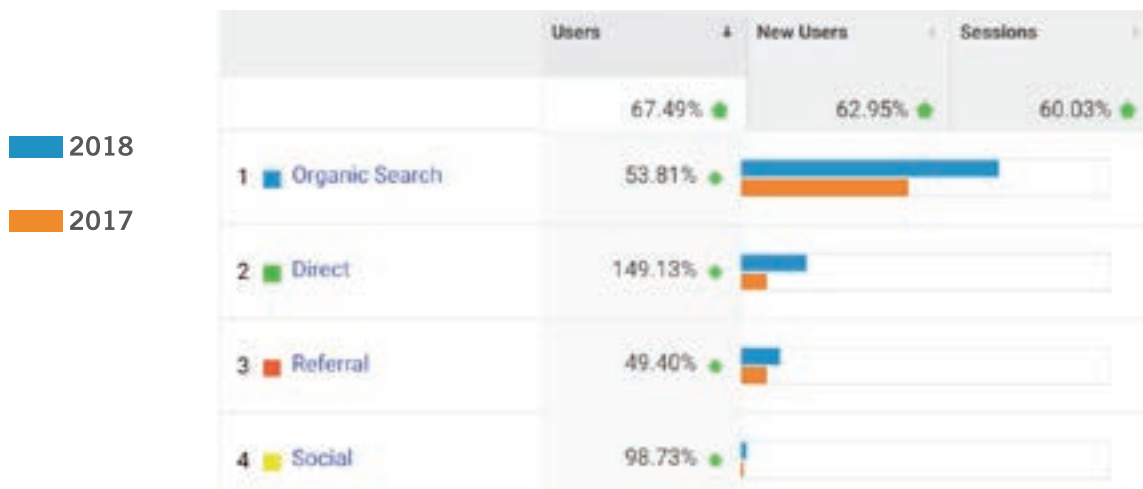 Users New Users Sessions
67.49% 62.95% 60.03%
2018
1 Organic Search 53.81%
2017
2 Direct 149.13%
3 Referral 49.40%
4 Social 98.73%